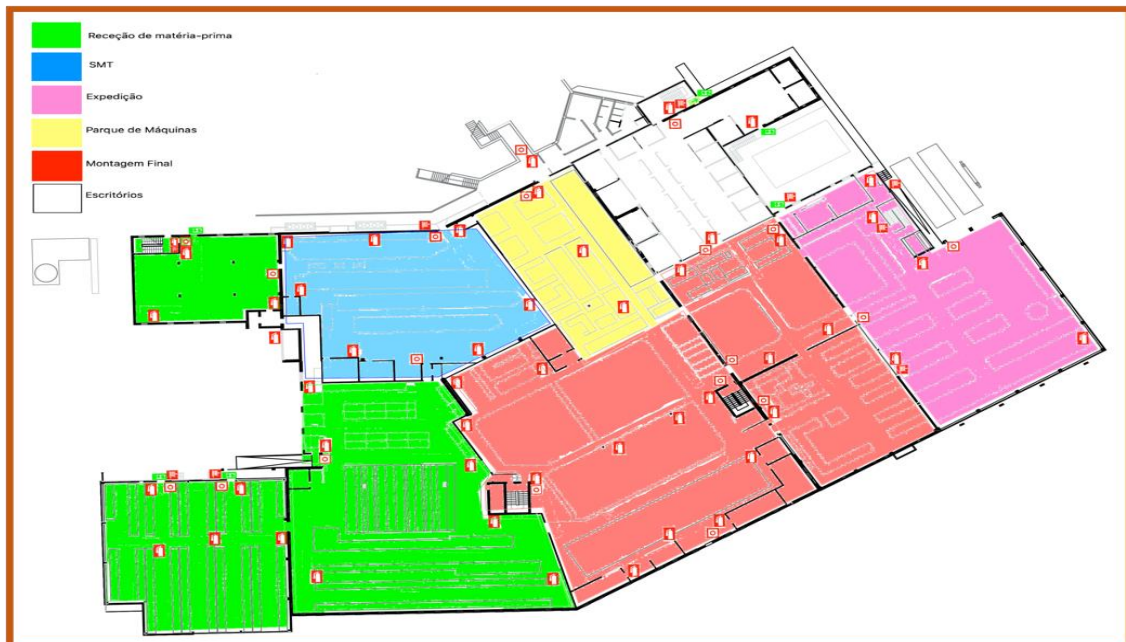 Receção de matéria-prima
SMT
Expedição
Parque de Máquinas
Montagem Final
Escritórios